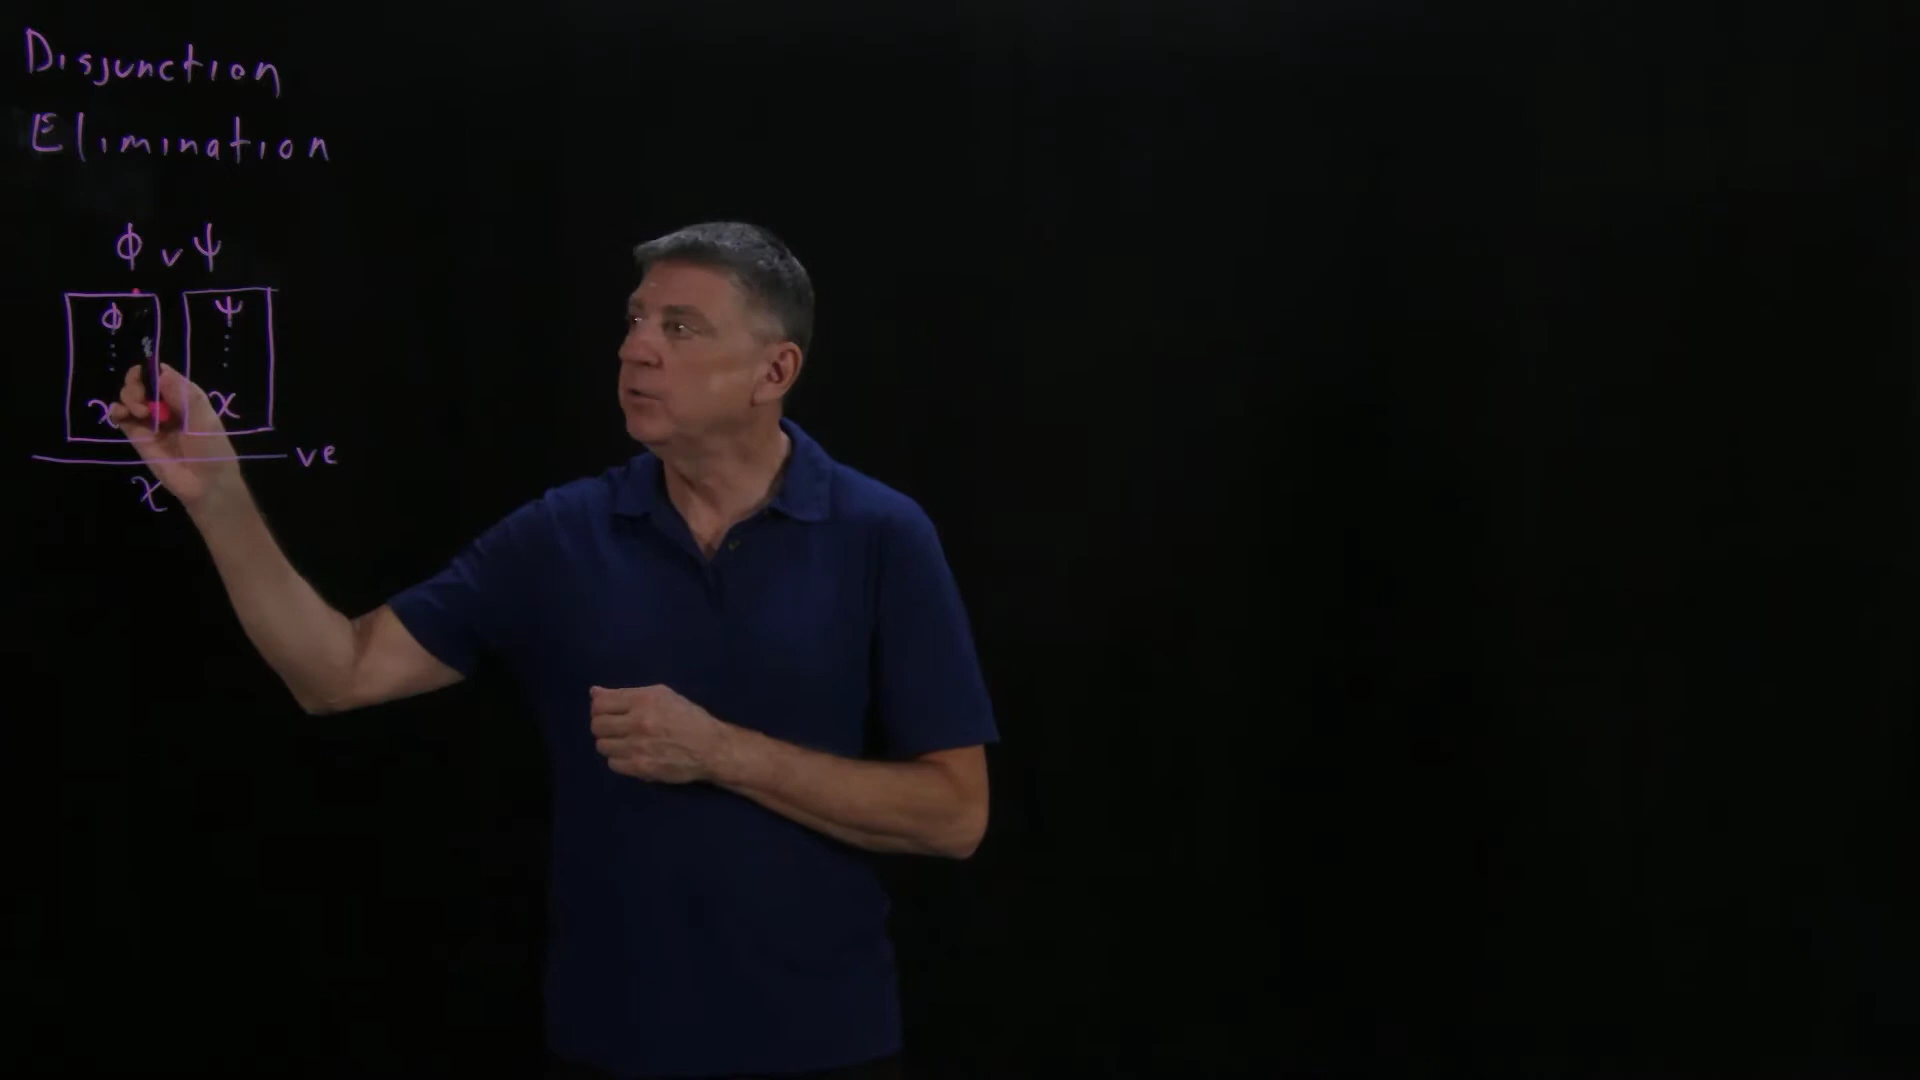 Disjunction
Elimination
ϕ ∨ ψ
ϕ ψ
⋮ ⋮
χ χ
∨e
χ